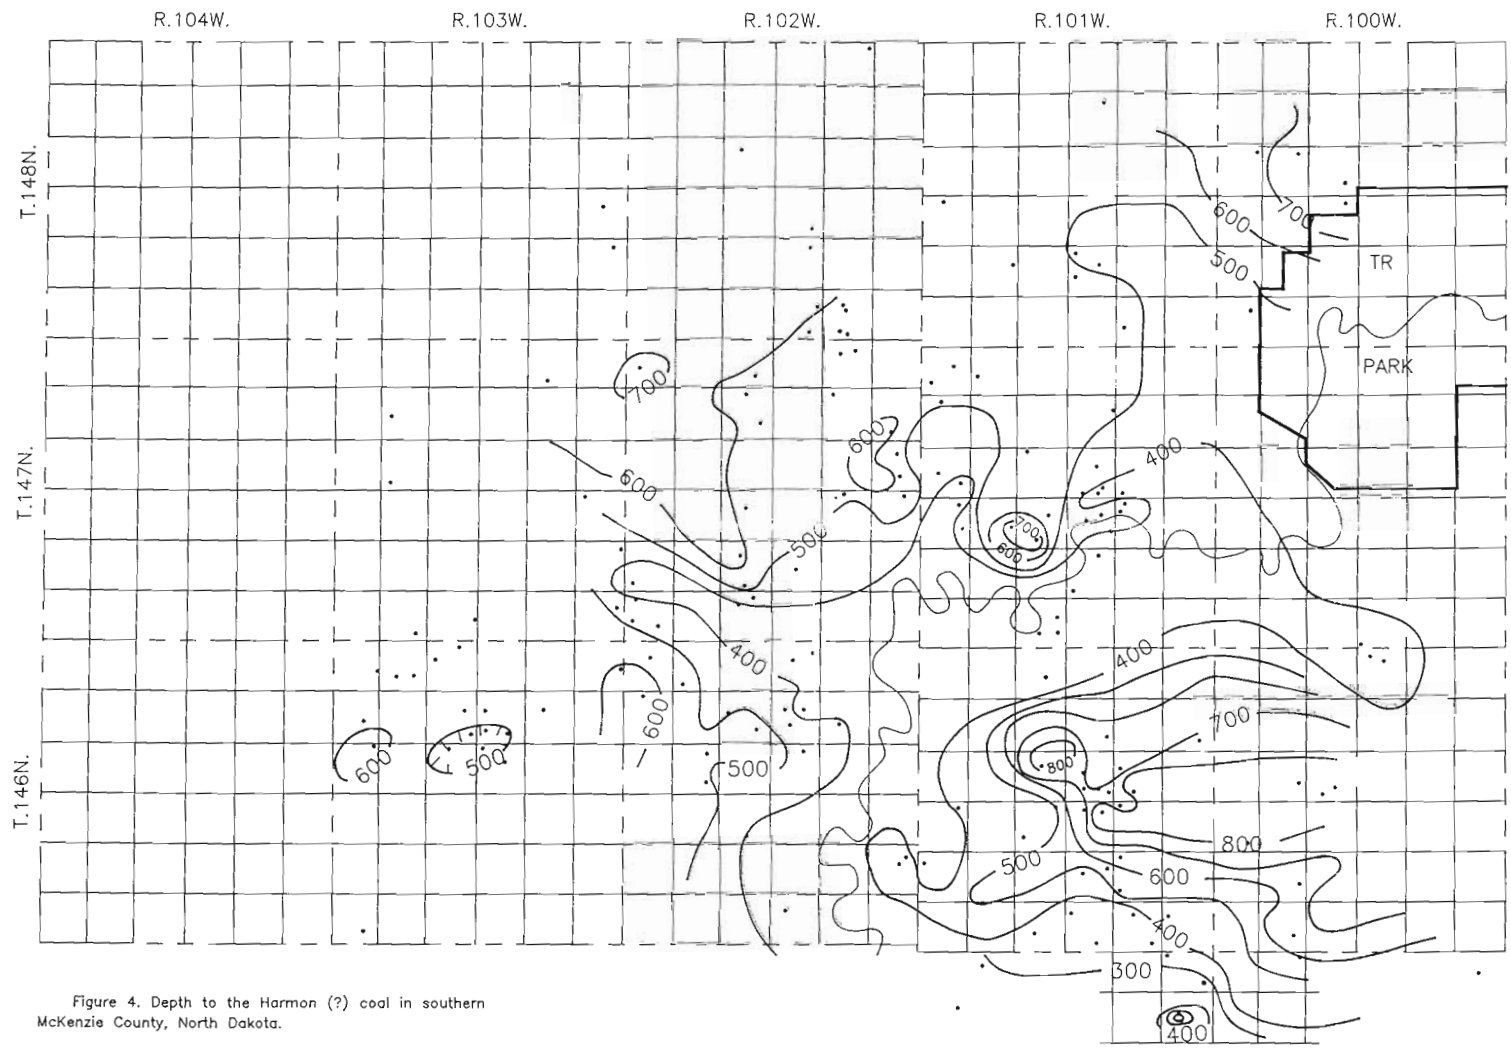 R.104W. R.103W. R.102W. R.101W. R.100W.
T.148N.
600 700
500
TR
PARK
700
T.147N.
600 400
600
700
500
600
400
400
600
700
T.146N.
600 500 500 800
800
500
600
400
300
400
Figure 4. Depth to the Harmon (?) coal in southern
McKenzie County, North Dakota.